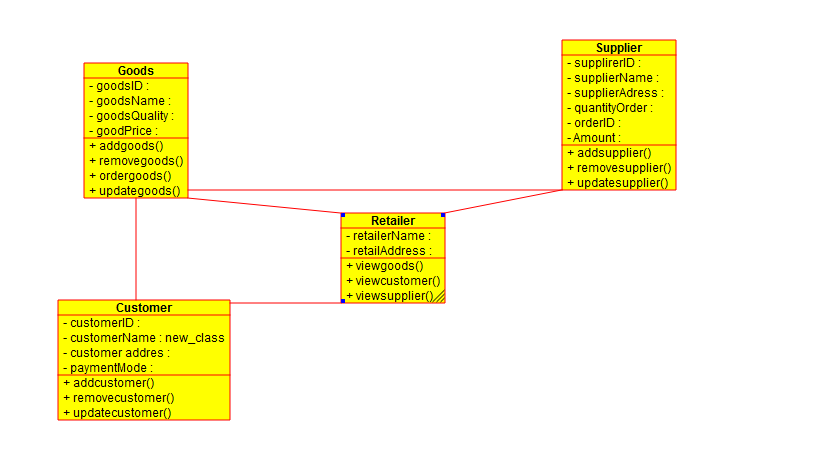 Goods
- goodsID :
- goodsName :
- goodsQuality :
- goodPrice :
+ addgoods()
+ removegoods()
+ ordergoods()
+ updategoods()
Supplier
- supplirerID :
- supplierName :
- supplierAdress :
- quantityOrder :
- orderID :
- Amount :
+ addsupplier()
+ removesupplier()
+ updatesupplier()
Retailer
- retailerName :
- retailAddress :
+ viewgoods()
+ viewcustomer()
+ viewsupplier()
Customer
- customerID :
- customerName : new_class
- customer addres :
- paymentMode :
+ addcustomer()
+ removecustomer()
+ updatecustomer()